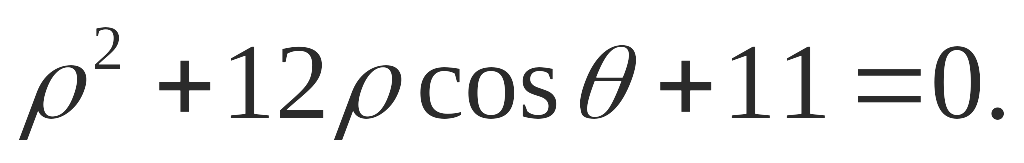 ρ² + 12ρ cos θ + 11 = 0.